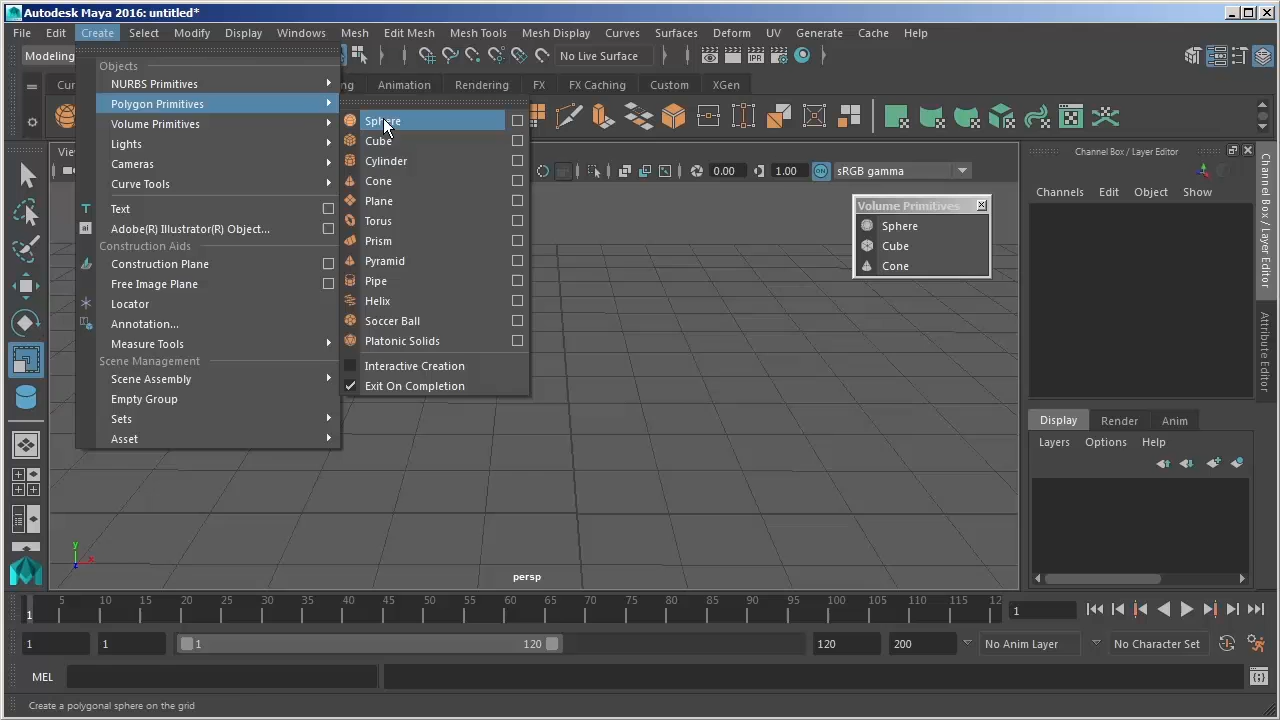 Autodesk Maya 2016: untitled*
File Edit Create Select Modify Display Windows Mesh Edit Mesh Mesh Tools Mesh Display Curves Surfaces Deform UV Generate Cache Help
Modeling No Live Surface
Animation Rendering FX FX Caching Custom XGen
Objects
NURBS Primitives
Polygon Primitives
Volume Primitives
Lights
Cameras
Curve Tools
Text
Adobe(R) Illustrator(R) Object...
Construction Aids
Construction Plane
Free Image Plane
Locator
Annotation...
Measure Tools
Scene Management
Scene Assembly
Empty Group
Sets
Asset
Sphere
Cube
Cylinder
Cone
Plane
Torus
Prism
Pyramid
Pipe
Helix
Soccer Ball
Platonic Solids
Interactive Creation
Exit On Completion
0.00 1.00 ON sRGB gamma
Volume Primitives
Sphere
Cube
Cone
persp
y
x
Channel Box / Layer Editor
Channels Edit Object Show
Display Render Anim
Layers Options Help
Channel Box / Layer Editor
Attribute Editor
1 5 10 15 20 25 30 35 40 45 50 55 60 65 70 75 80 85 90 95 100 105 110 115 12
1
1 1 1 120 120 200 No Anim Layer No Character Set
MEL
Create a polygonal sphere on the grid